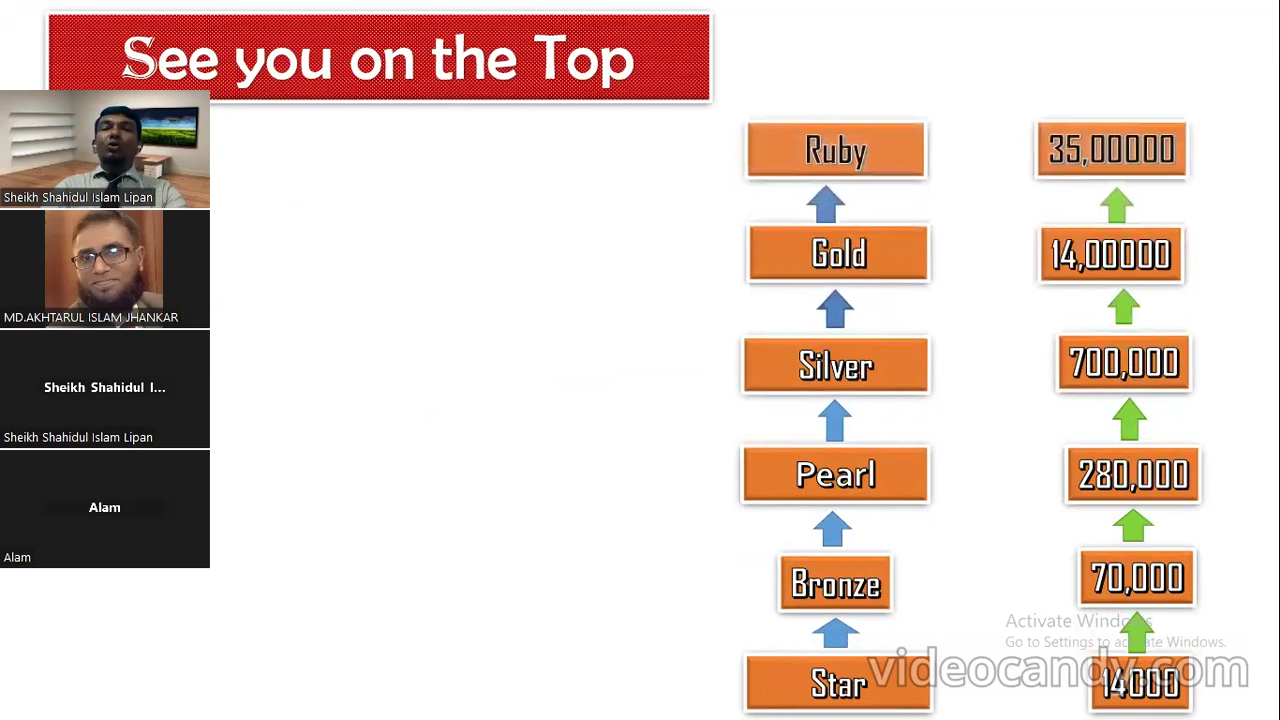 See you on the Top
Sheikh Shahidul Islam Lipan
MD.AKHTARUL ISLAM JHANKAR
Sheikh Shahidul I...
Sheikh Shahidul Islam Lipan
Alam
Alam
Ruby 35,00000
Gold 14,00000
Silver 700,000
Pearl 280,000
Bronze 70,000
Star 14000
Activate Windows
Go to Settings to activate Windows.
videocandy.com